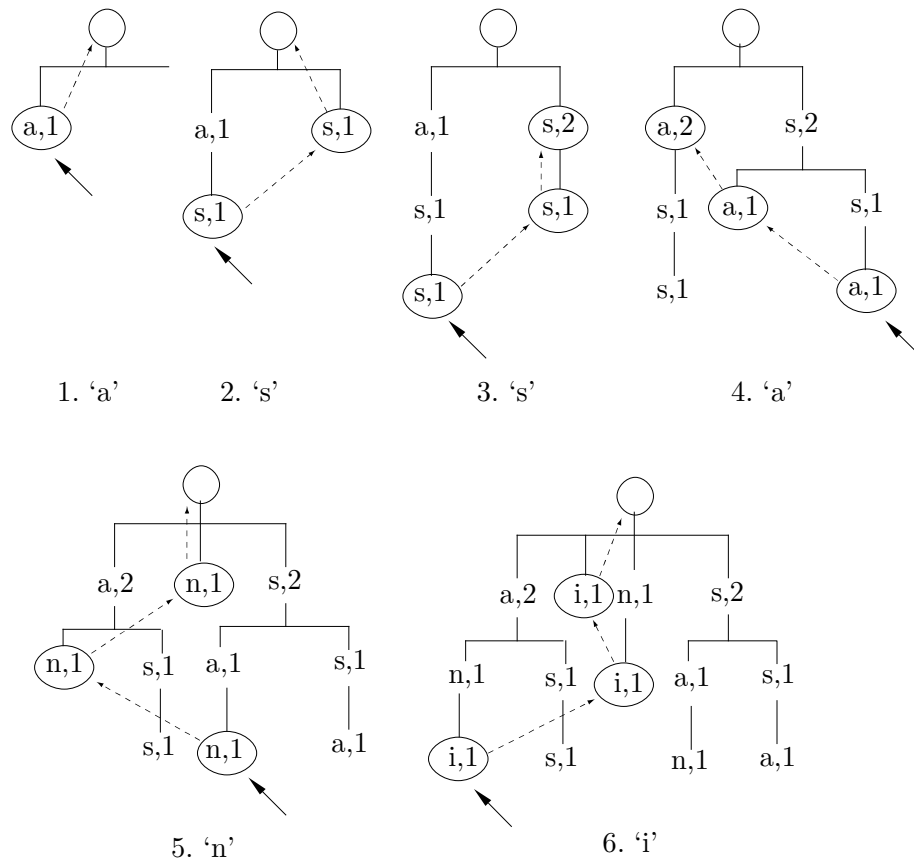 a,1 s,2
a,1 s,1 a,2 s,2
s,1 s,1 s,1 s,1 a,1 s,1
s,1 s,1 a,1
1. ‘a’ 2. ‘s’ 3. ‘s’ 4. ‘a’
a,2 n,1 s,2 a,2 i,1 n,1 s,2
n,1 s,1 a,1 s,1 n,1 s,1 i,1 a,1 s,1
s,1 n,1 a,1 i,1 s,1 n,1 a,1
5. ‘n’ 6. ‘i’